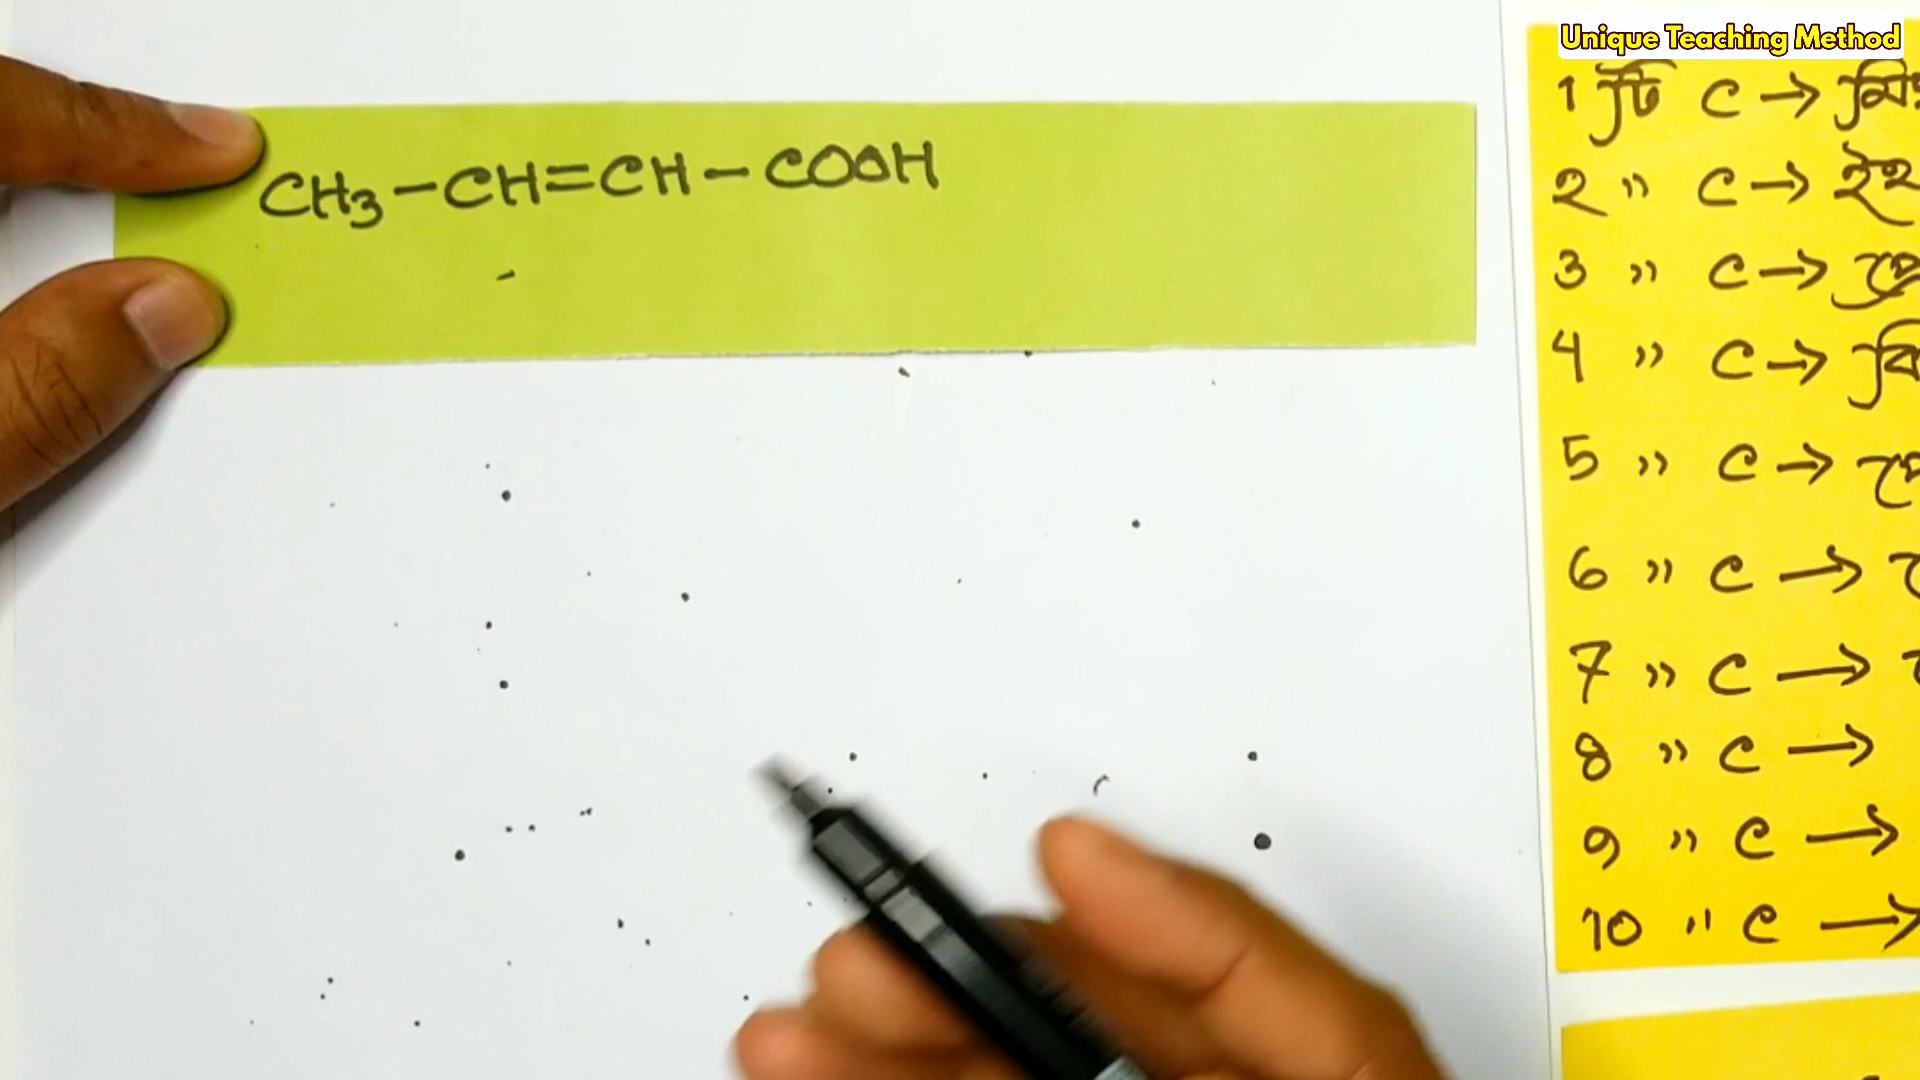 Unique Teaching Method
CH3-CH=CH-COOH
1 টি C →
2 " C →
3 " C →
4 " C →
5 " C →
6 " C →
7 " C →
8 " C →
9 " C →
10 " C →